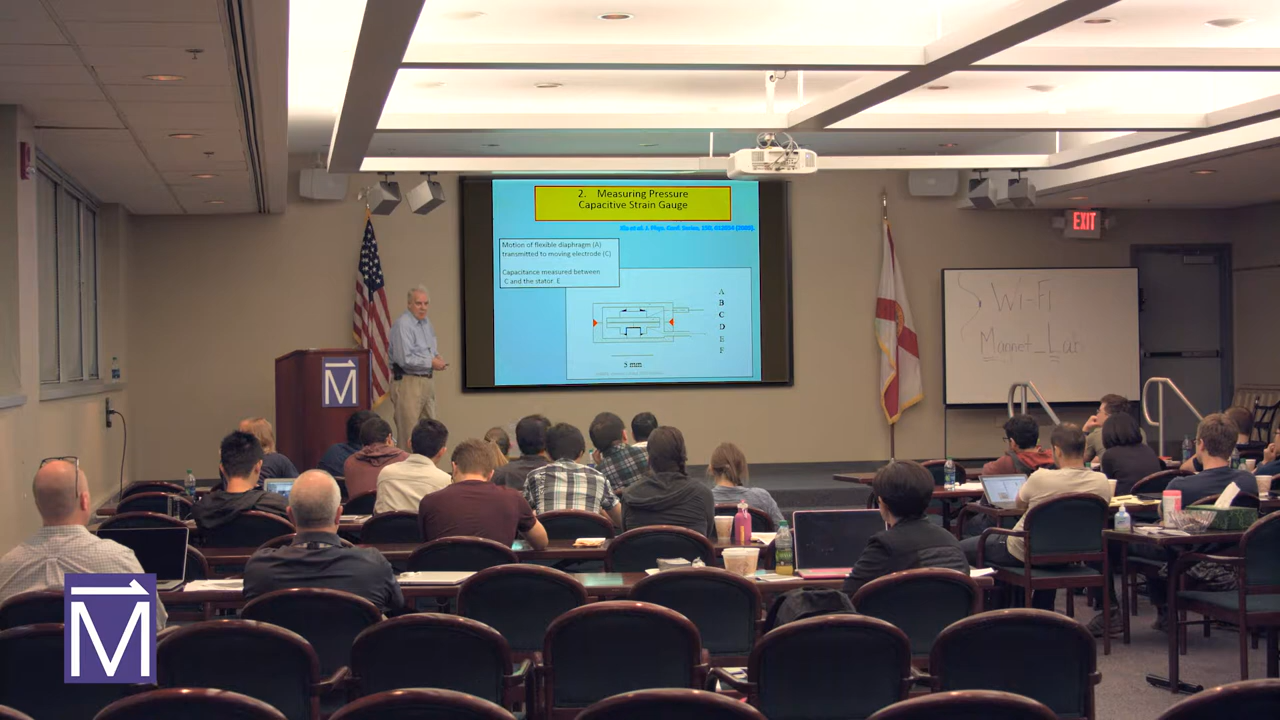 2. Measuring Pressure
Capacitive Strain Gauge
Motion of flexible diaphragm (A)
transmitted to moving electrode (C)
Capacitance measured between
C and the stator E
A
B
C
D
E
F
5 mm
EXIT
Wi-Fi
Magnet_Lab
M
M